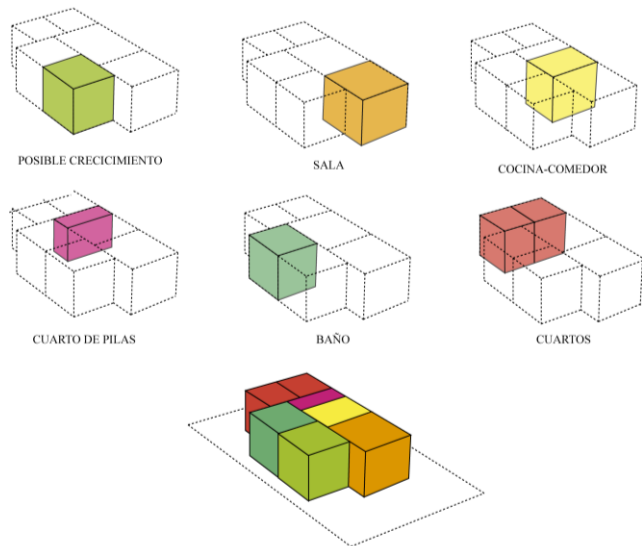 POSIBLE CRECICIMIENTO
SALA
COCINA-COMEDOR
CUARTO DE PILAS
BAÑO
CUARTOS